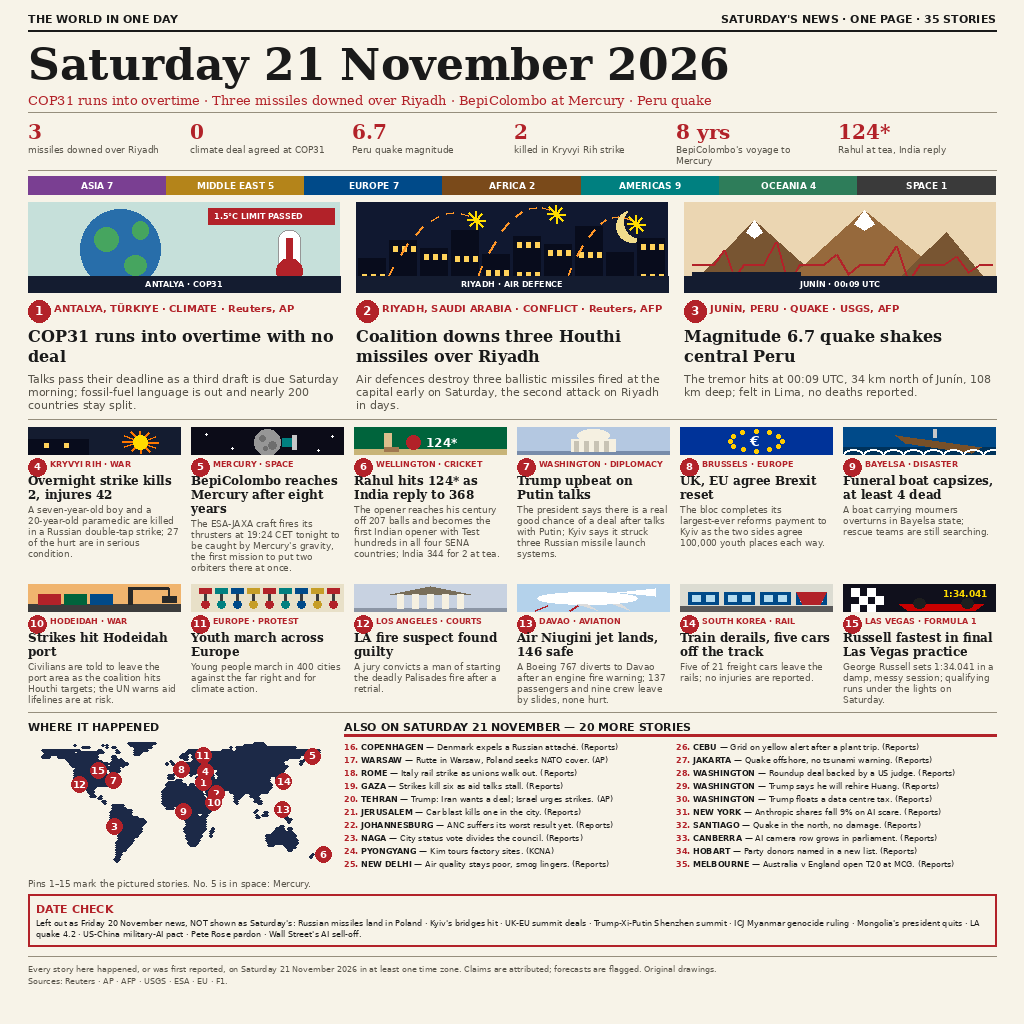 THE WORLD IN ONE DAY
SATURDAY'S NEWS · ONE PAGE · 35 STORIES
Saturday 21 November 2026
COP31 runs into overtime · Three missiles downed over Riyadh · BepiColombo at Mercury · Peru quake
3
missiles downed over Riyadh
0
climate deal agreed at COP31
6.7
Peru quake magnitude
2
killed in Kryvyi Rih strike
8 yrs
BepiColombo's voyage to
Mercury
124*
Rahul at tea, India reply
ASIA 7
MIDDLE EAST 5
EUROPE 7
AFRICA 2
AMERICAS 9
OCEANIA 4
SPACE 1
1.5°C LIMIT PASSED
ANTALYA · COP31
RIYADH · AIR DEFENCE
JUNÍN · 00:09 UTC
1 ANTALYA, TÜRKIYE · CLIMATE · Reuters, AP
COP31 runs into overtime with no
deal
Talks pass their deadline as a third draft is due Saturday
morning; fossil-fuel language is out and nearly 200
countries stay split.
2 RIYADH, SAUDI ARABIA · CONFLICT · Reuters, AFP
Coalition downs three Houthi
missiles over Riyadh
Air defences destroy three ballistic missiles fired at the
capital early on Saturday, the second attack on Riyadh
in days.
3 JUNÍN, PERU · QUAKE · USGS, AFP
Magnitude 6.7 quake shakes
central Peru
The tremor hits at 00:09 UTC, 34 km north of Junín, 108
km deep; felt in Lima, no deaths reported.
4 KRYVYI RIH · WAR
Overnight strike kills
2, injures 42
A seven-year-old boy and a
20-year-old paramedic are killed
in a Russian double-tap strike; 27
of the hurt are in serious
condition.
5 MERCURY · SPACE
BepiColombo reaches
Mercury after eight
years
The ESA-JAXA craft fires its
thrusters at 19:24 CET tonight to
be caught by Mercury's gravity,
the first mission to put two
orbiters there at once.
124*
6 WELLINGTON · CRICKET
Rahul hits 124* as
India reply to 368
The opener reaches his century
off 207 balls and becomes the
first Indian opener with Test
hundreds in all four SENA
countries; India 344 for 2 at tea.
7 WASHINGTON · DIPLOMACY
Trump upbeat on
Putin talks
The president says there is a real
good chance of a deal after talks
with Putin; Kyiv says it struck
three Russian missile launch
systems.
€
8 BRUSSELS · EUROPE
UK, EU agree Brexit
reset
The bloc completes its
largest-ever reforms payment to
Kyiv as the two sides agree
100,000 youth places each way.
9 BAYELSA · DISASTER
Funeral boat capsizes,
at least 4 dead
A boat carrying mourners
overturns in Bayelsa state;
rescue teams are still searching.
10 HODEIDAH · WAR
Strikes hit Hodeidah
port
Civilians are told to leave the
port area as the coalition hits
Houthi targets; the UN warns aid
lifelines are at risk.
11 EUROPE · PROTEST
Youth march across
Europe
Young people march in 400 cities
against the far right and for
climate action.
12 LOS ANGELES · COURTS
LA fire suspect found
guilty
A jury convicts a man of starting
the deadly Palisades fire after a
retrial.
13 DAVAO · AVIATION
Air Niugini jet lands,
146 safe
A Boeing 767 diverts to Davao
after an engine fire warning; 137
passengers and nine crew leave
by slides, none hurt.
14 SOUTH KOREA · RAIL
Train derails, five cars
off the track
Five of 21 freight cars leave the
rails; no injuries are reported.
1:34.041
15 LAS VEGAS · FORMULA 1
Russell fastest in final
Las Vegas practice
George Russell sets 1:34.041 in a
damp, messy session; qualifying
runs under the lights on
Saturday.
WHERE IT HAPPENED
11
5
15
8
4
12
7
1
14
2
10
9
13
3
6
Pins 1–15 mark the pictured stories. No. 5 is in space: Mercury.
ALSO ON SATURDAY 21 NOVEMBER — 20 MORE STORIES
16. COPENHAGEN — Denmark expels a Russian attaché. (Reports)
17. WARSAW — Rutte in Warsaw, Poland seeks NATO cover. (AP)
18. ROME — Italy rail strike as unions walk out. (Reports)
19. GAZA — Strikes kill six as aid talks stall. (Reports)
20. TEHRAN — Trump: Iran wants a deal; Israel urges strikes. (AP)
21. JERUSALEM — Car blast kills one in the city. (Reports)
22. JOHANNESBURG — ANC suffers its worst result yet. (Reports)
23. NAGA — City status vote divides the council. (Reports)
24. PYONGYANG — Kim tours factory sites. (KCNA)
25. NEW DELHI — Air quality stays poor, smog lingers. (Reports)
26. CEBU — Grid on yellow alert after a plant trip. (Reports)
27. JAKARTA — Quake offshore, no tsunami warning. (Reports)
28. WASHINGTON — Roundup deal backed by a US judge. (Reports)
29. WASHINGTON — Trump says he will rehire Huang. (Reports)
30. WASHINGTON — Trump floats a data centre tax. (Reports)
31. NEW YORK — Anthropic shares fall 9% on AI scare. (Reports)
32. SANTIAGO — Quake in the north, no damage. (Reports)
33. CANBERRA — AI camera row grows in parliament. (Reports)
34. HOBART — Party donors named in a new list. (Reports)
35. MELBOURNE — Australia v England open T20 at MCG. (Reports)
DATE CHECK
Left out as Friday 20 November news, NOT shown as Saturday's: Russian missiles land in Poland · Kyiv's bridges hit · UK-EU summit deals · Trump-Xi-Putin Shenzhen summit · ICJ Myanmar genocide ruling · Mongolia's president quits · LA
quake 4.2 · US-China military-AI pact · Pete Rose pardon · Wall Street's AI sell-off.
Every story here happened, or was first reported, on Saturday 21 November 2026 in at least one time zone. Claims are attributed; forecasts are flagged. Original drawings.
Sources: Reuters · AP · AFP · USGS · ESA · EU · F1.